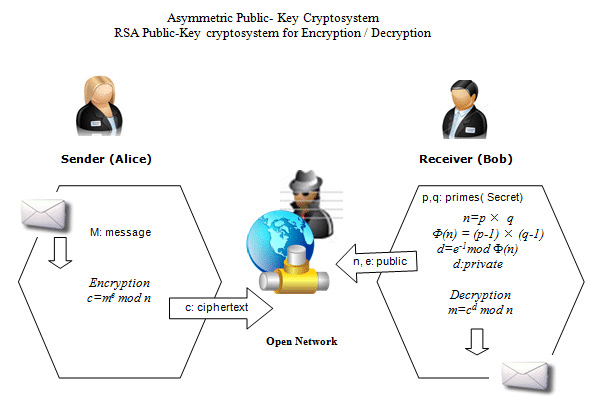 Asymmetric Public- Key Cryptosystem
RSA Public-Key cryptosystem for Encryption / Decryption
Sender (Alice)
Receiver (Bob)
M: message
Encryption
c=mᵉ mod n
c: ciphertext
Open Network
n, e: public
p,q: primes( Secret)
n=p × q
Φ(n) = (p-1) × (q-1)
d=e⁻¹mod Φ(n)
d:private
Decryption
m=cᵈ mod n